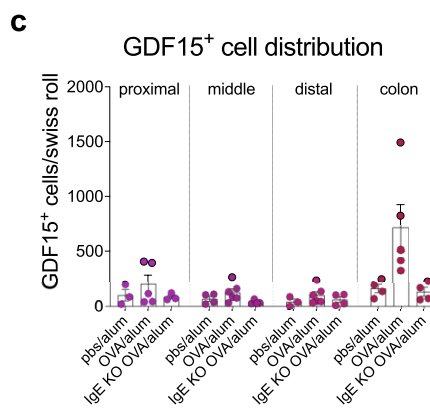 c
GDF15⁺ cell distribution
GDF15⁺ cells/swiss roll
2000
1500
1000
500
0
proximal
middle
distal
colon
pbs/alum
OVA/alum
IgE KO OVA/alum
pbs/alum
OVA/alum
IgE KO OVA/alum
pbs/alum
OVA/alum
IgE KO OVA/alum
pbs/alum
OVA/alum
IgE KO OVA/alum